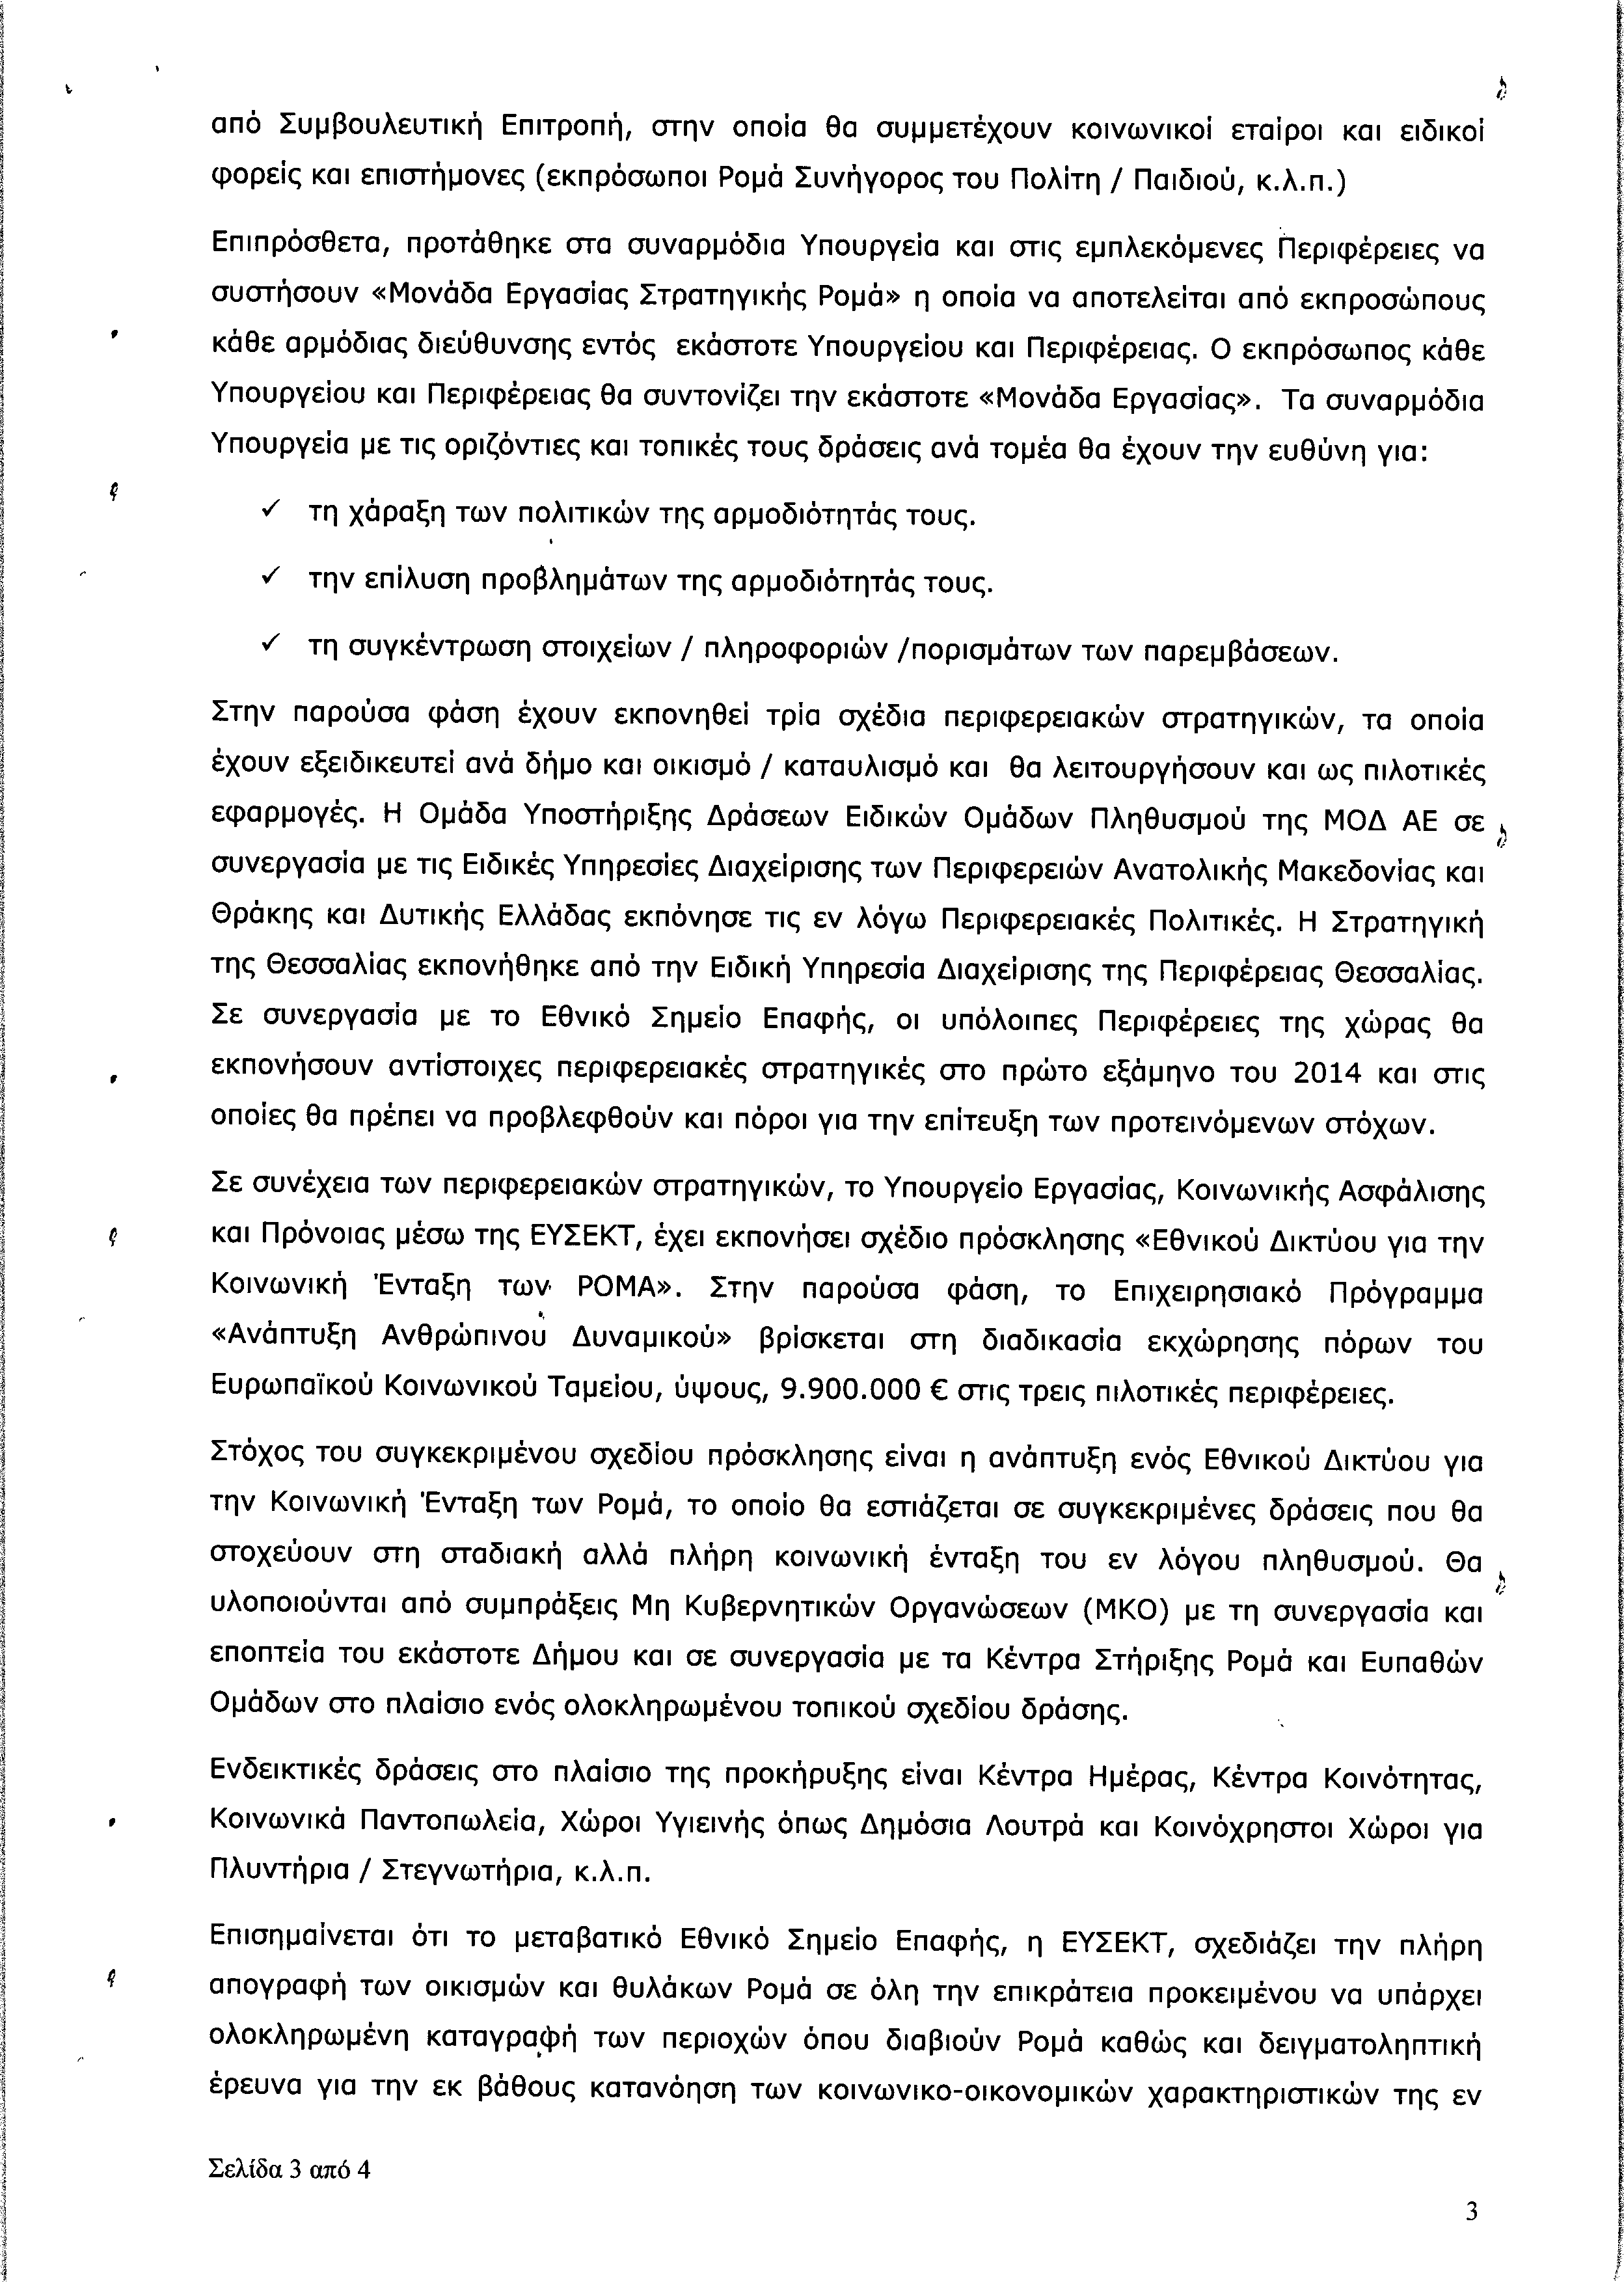 από Συμβουλευτική Επιτροπή, στην οποία θα συμμετέχουν κοινωνικοί εταίροι και ειδικοί
φορείς και επιστήμονες (εκπρόσωποι Ρομά Συνήγορος του Πολίτη / Παιδιού, κ.λ.π.)
Επιπρόσθετα, προτάθηκε στα συναρμόδια Υπουργεία και στις εμπλεκόμενες Περιφέρειες να
συστήσουν «Μονάδα Εργασίας Στρατηγικής Ρομά» η οποία να αποτελείται από εκπροσώπους
κάθε αρμόδιας διεύθυνσης εντός εκάστοτε Υπουργείου και Περιφέρειας. Ο εκπρόσωπος κάθε
Υπουργείου και Περιφέρειας θα συντονίζει την εκάστοτε «Μονάδα Εργασίας». Τα συναρμόδια
Υπουργεία με τις οριζόντιες και τοπικές τους δράσεις ανά τομέα θα έχουν την ευθύνη για:
✓ τη χάραξη των πολιτικών της αρμοδιότητάς τους.
✓ την επίλυση προβλημάτων της αρμοδιότητάς τους.
✓ τη συγκέντρωση στοιχείων / πληροφοριών /πορισμάτων των παρεμβάσεων.
Στην παρούσα φάση έχουν εκπονηθεί τρία σχέδια περιφερειακών στρατηγικών, τα οποία
έχουν εξειδικευτεί ανά δήμο και οικισμό / καταυλισμό και θα λειτουργήσουν και ως πιλοτικές
εφαρμογές. Η Ομάδα Υποστήριξης Δράσεων Ειδικών Ομάδων Πληθυσμού της ΜΟΔ ΑΕ σε
συνεργασία με τις Ειδικές Υπηρεσίες Διαχείρισης των Περιφερειών Ανατολικής Μακεδονίας και
Θράκης και Δυτικής Ελλάδας εκπόνησε τις εν λόγω Περιφερειακές Πολιτικές. Η Στρατηγική
της Θεσσαλίας εκπονήθηκε από την Ειδική Υπηρεσία Διαχείρισης της Περιφέρειας Θεσσαλίας.
Σε συνεργασία με το Εθνικό Σημείο Επαφής, οι υπόλοιπες Περιφέρειες της χώρας θα
εκπονήσουν αντίστοιχες περιφερειακές στρατηγικές στο πρώτο εξάμηνο του 2014 και στις
οποίες θα πρέπει να προβλεφθούν και πόροι για την επίτευξη των προτεινόμενων στόχων.
Σε συνέχεια των περιφερειακών στρατηγικών, το Υπουργείο Εργασίας, Κοινωνικής Ασφάλισης
και Πρόνοιας μέσω της ΕΥΣΕΚΤ, έχει εκπονήσει σχέδιο πρόσκλησης «Εθνικού Δικτύου για την
Κοινωνική Ένταξη των ΡΟΜΑ». Στην παρούσα φάση, το Επιχειρησιακό Πρόγραμμα
«Ανάπτυξη Ανθρώπινου Δυναμικού» βρίσκεται στη διαδικασία εκχώρησης πόρων του
Ευρωπαϊκού Κοινωνικού Ταμείου, ύψους, 9.900.000 € στις τρεις πιλοτικές περιφέρειες.
Στόχος του συγκεκριμένου σχεδίου πρόσκλησης είναι η ανάπτυξη ενός Εθνικού Δικτύου για
την Κοινωνική Ένταξη των Ρομά, το οποίο θα εστιάζεται σε συγκεκριμένες δράσεις που θα
στοχεύουν στη σταδιακή αλλά πλήρη κοινωνική ένταξη του εν λόγου πληθυσμού. Θα
υλοποιούνται από συμπράξεις Μη Κυβερνητικών Οργανώσεων (ΜΚΟ) με τη συνεργασία και
εποπτεία του εκάστοτε Δήμου και σε συνεργασία με τα Κέντρα Στήριξης Ρομά και Ευπαθών
Ομάδων στο πλαίσιο ενός ολοκληρωμένου τοπικού σχεδίου δράσης.
Ενδεικτικές δράσεις στο πλαίσιο της προκήρυξης είναι Κέντρα Ημέρας, Κέντρα Κοινότητας,
Κοινωνικά Παντοπωλεία, Χώροι Υγιεινής όπως Δημόσια Λουτρά και Κοινόχρηστοι Χώροι για
Πλυντήρια / Στεγνωτήρια, κ.λ.π.
Επισημαίνεται ότι το μεταβατικό Εθνικό Σημείο Επαφής, η ΕΥΣΕΚΤ, σχεδιάζει την πλήρη
απογραφή των οικισμών και θυλάκων Ρομά σε όλη την επικράτεια προκειμένου να υπάρχει
ολοκληρωμένη καταγραφή των περιοχών όπου διαβιούν Ρομά καθώς και δειγματοληπτική
έρευνα για την εκ βάθους κατανόηση των κοινωνικο-οικονομικών χαρακτηριστικών της εν
Σελίδα 3 από 4
3